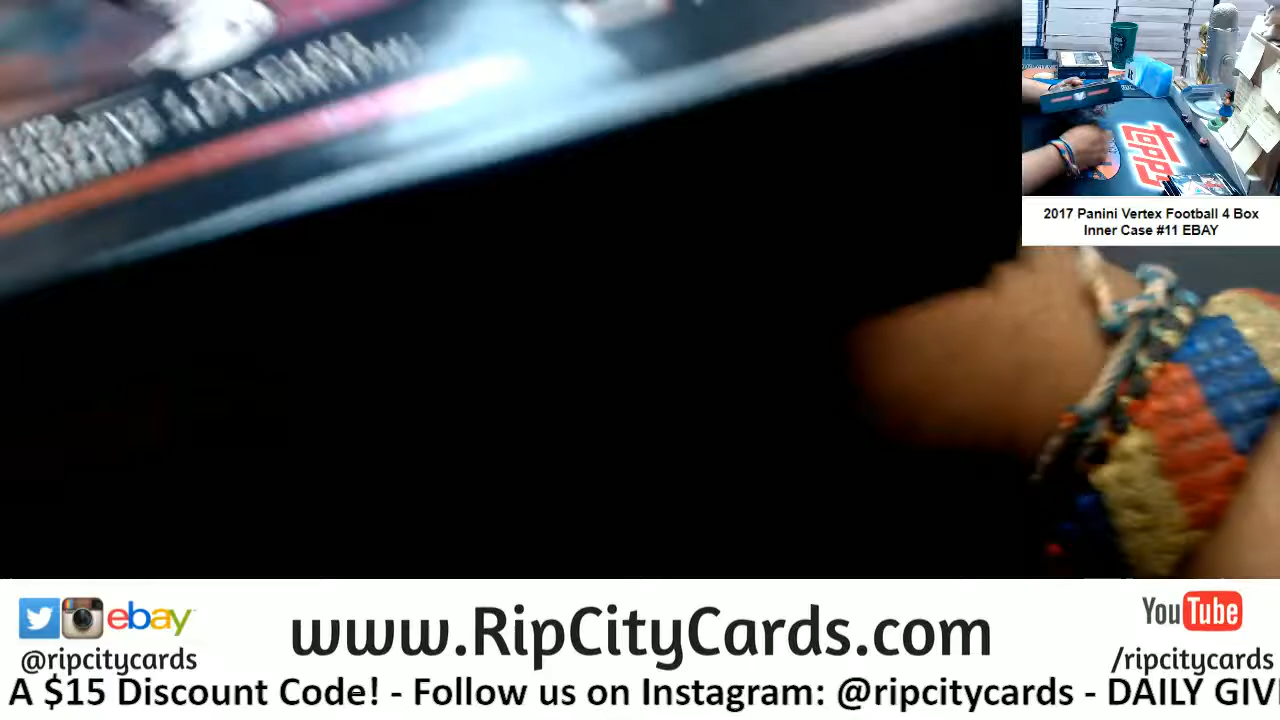 topps
2017 Panini Vertex Football 4 Box
Inner Case #11 EBAY
ebay
@ripcitycards
www.RipCityCards.com
YouTube
/ripcitycards
A $15 Discount Code! - Follow us on Instagram: @ripcitycards - DAILY GIV